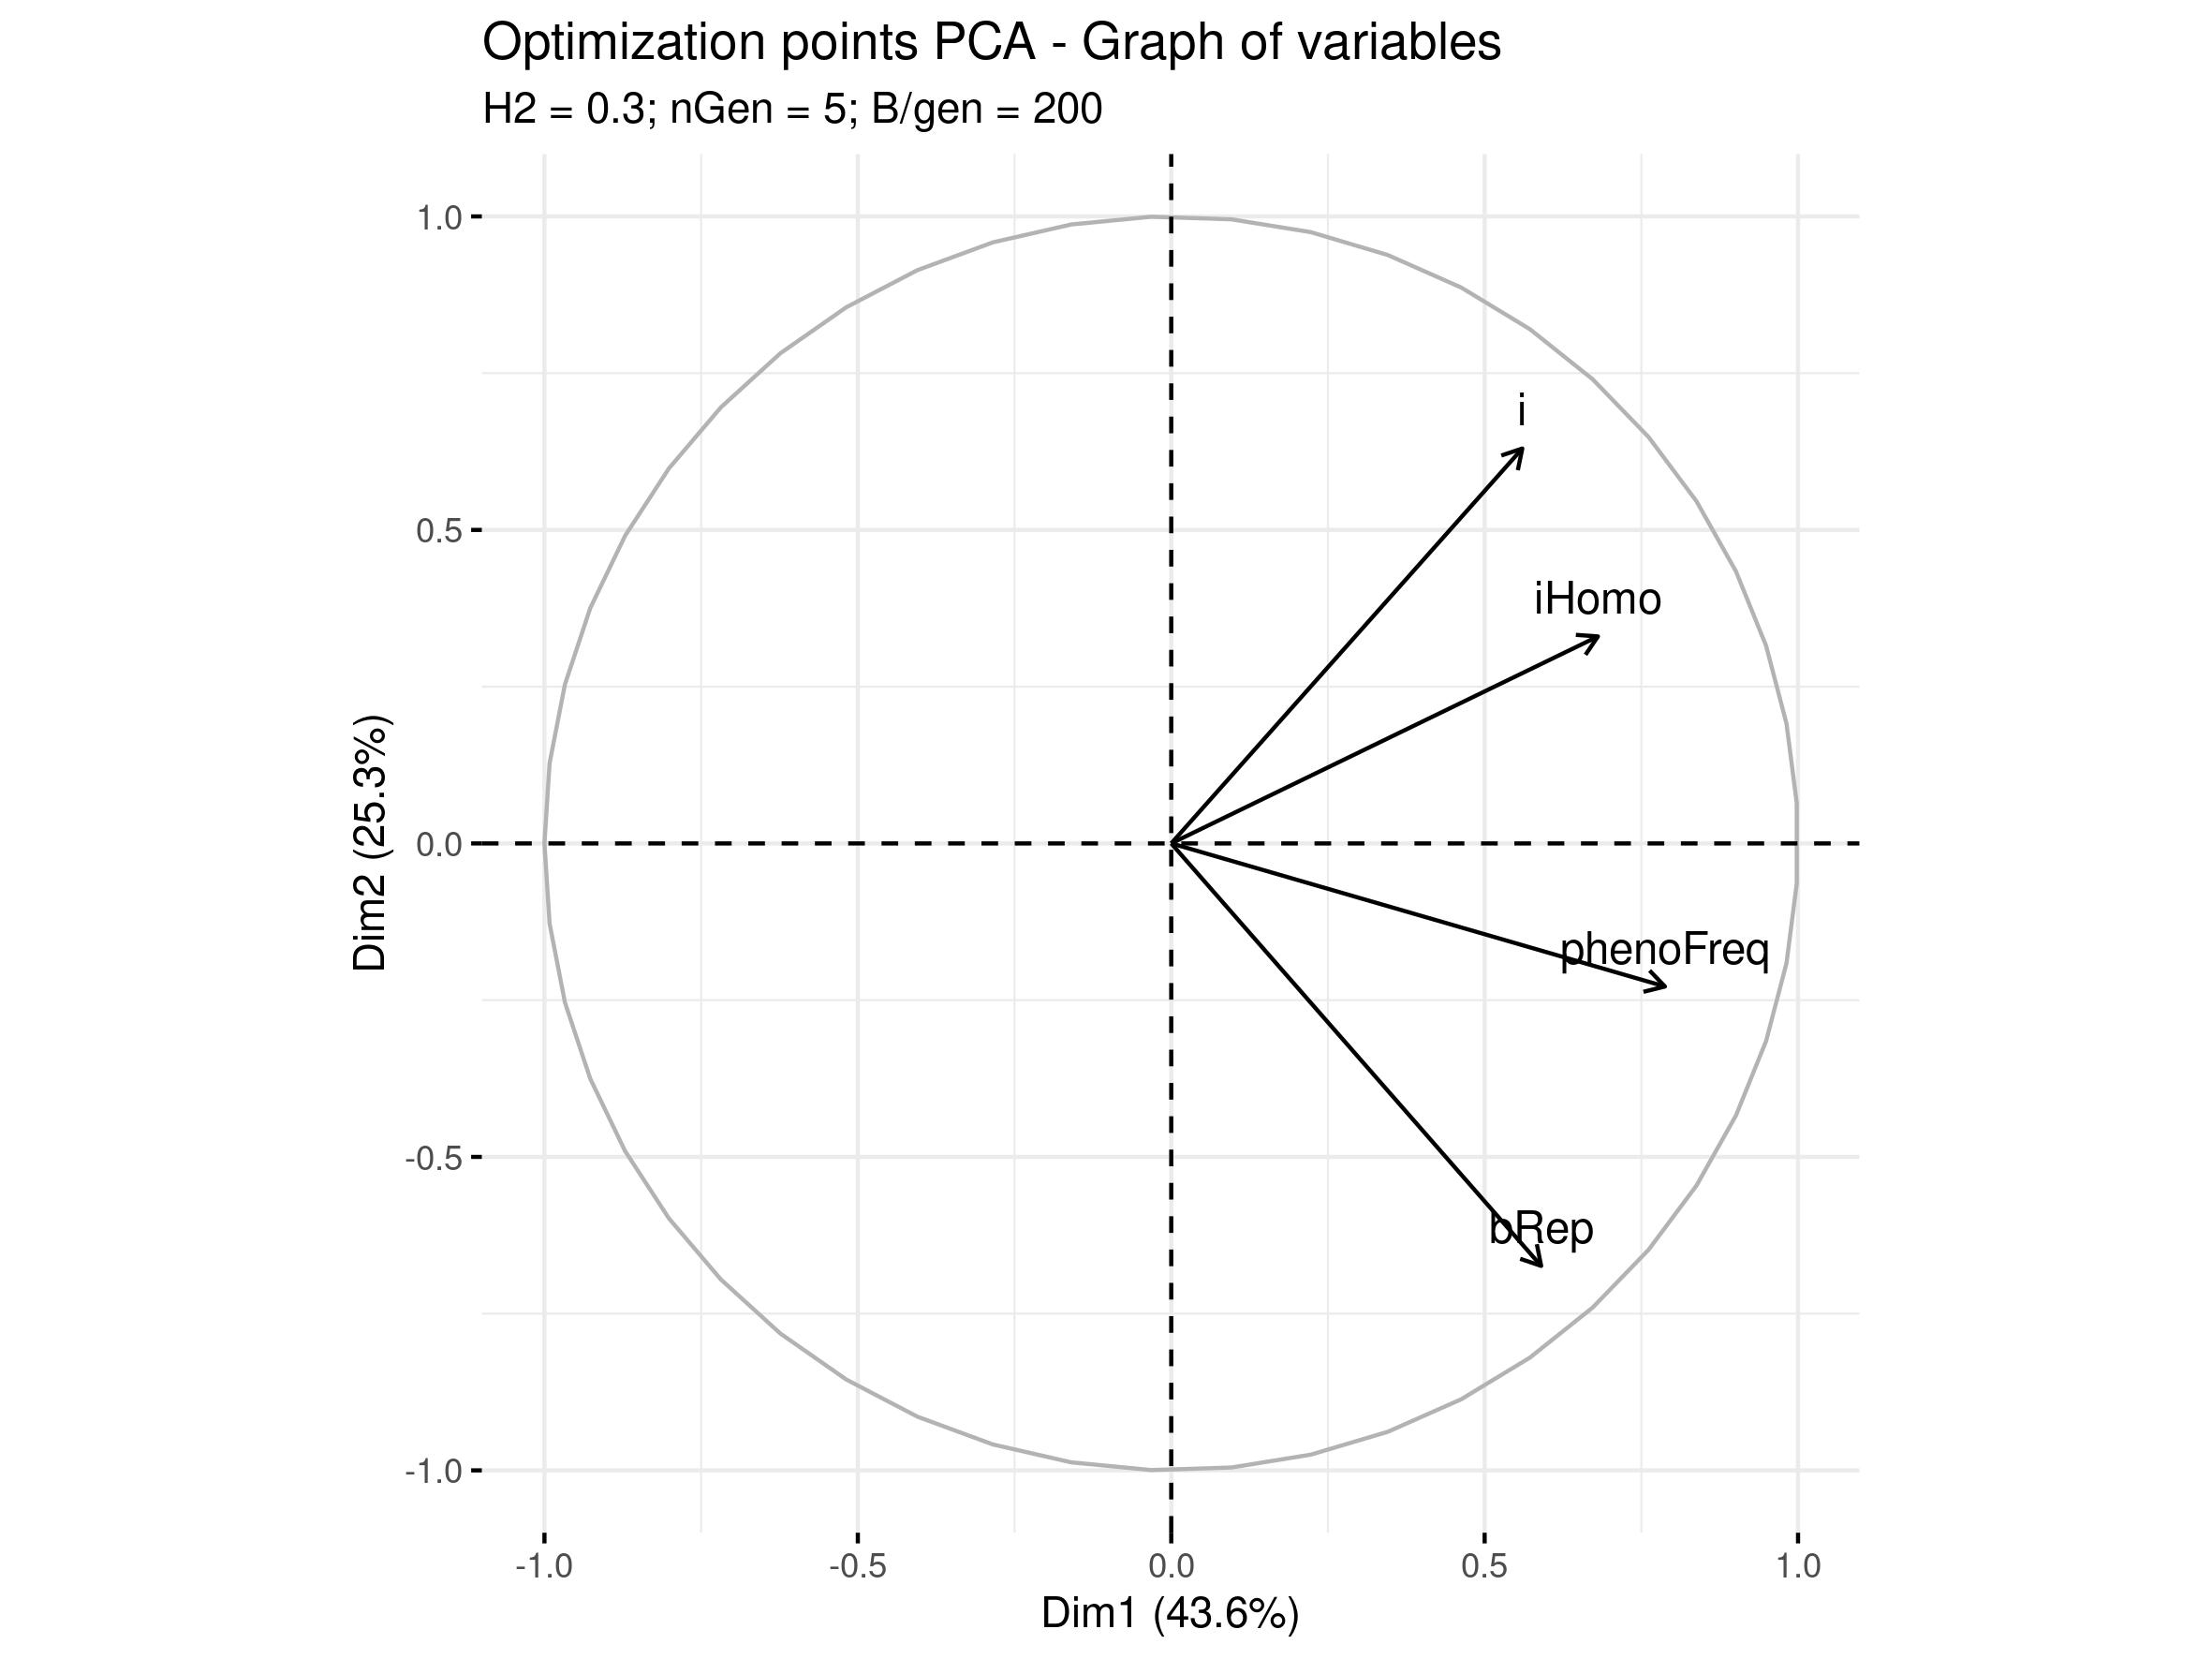 Optimization points PCA - Graph of variables
H2 = 0.3; nGen = 5; B/gen = 200
1.0
0.5
0.0
-0.5
-1.0
Dim2 (25.3%)
i
iHomo
phenoFreq
bRep
-1.0
-0.5
0.0
0.5
1.0
Dim1 (43.6%)